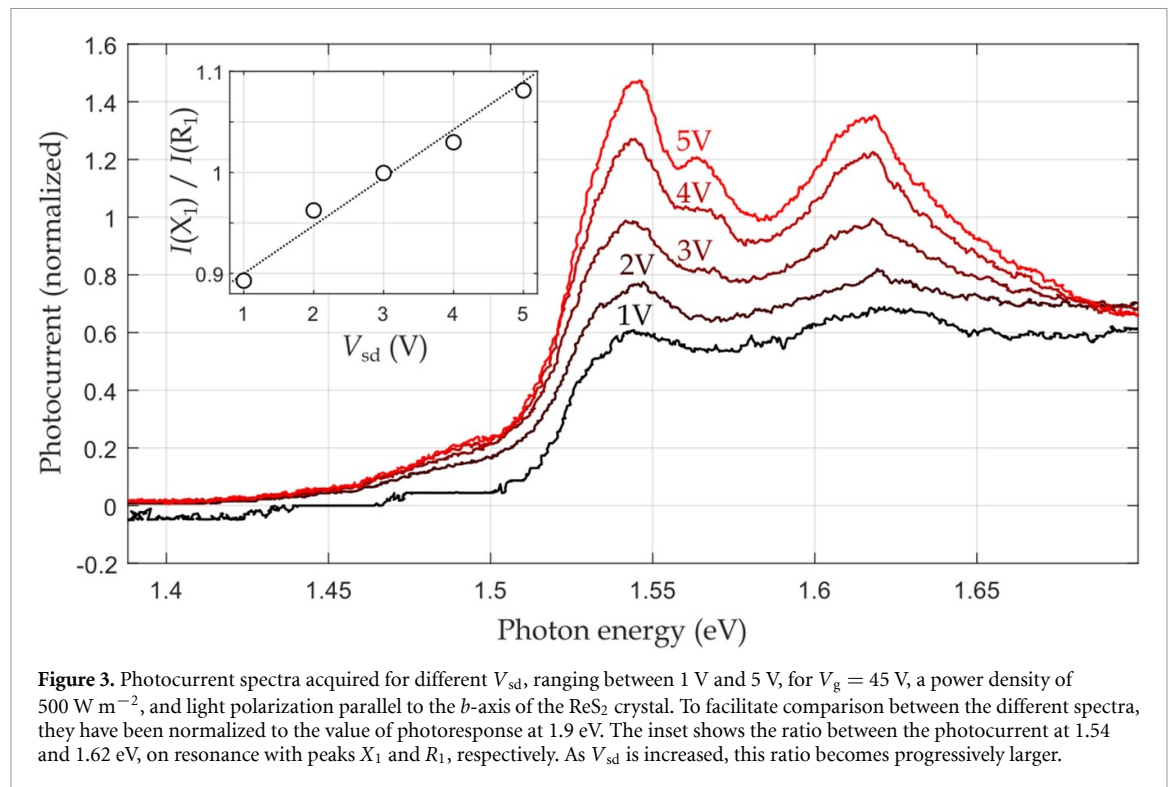 1.6
1.4
1.2
1
0.8
0.6
0.4
0.2
0
-0.2
Photocurrent (normalized)
1.1
1
0.9
I(X₁) / I(R₁)
1 2 3 4 5
V_sd (V)
5V
4V
3V
2V
1V
1.4 1.45 1.5 1.55 1.6 1.65
Photon energy (eV)
Figure 3. Photocurrent spectra acquired for different V_sd, ranging between 1 V and 5 V, for V_g = 45 V, a power density of
500 W m⁻², and light polarization parallel to the b-axis of the ReS₂ crystal. To facilitate comparison between the different spectra,
they have been normalized to the value of photoresponse at 1.9 eV. The inset shows the ratio between the photocurrent at 1.54
and 1.62 eV, on resonance with peaks X₁ and R₁, respectively. As V_sd is increased, this ratio becomes progressively larger.